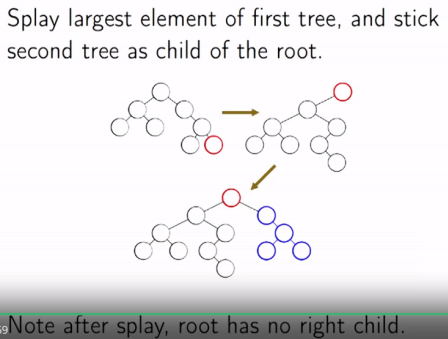 Splay largest element of first tree, and stick
second tree as child of the root.
59
Note after splay, root has no right child.